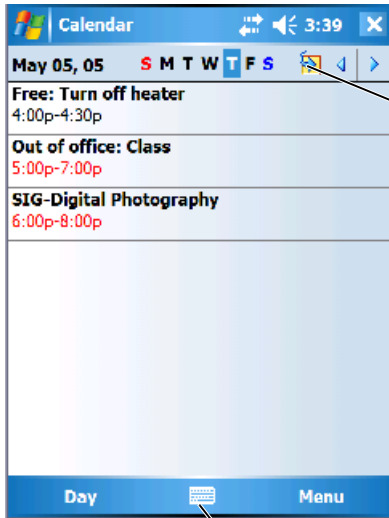 Calendar 3:39
May 05, 05 S M T W T F S
Free: Turn off heater
4:00p-4:30p
Out of office: Class
5:00p-7:00p
SIG-Digital Photography
6:00p-8:00p
Day Menu